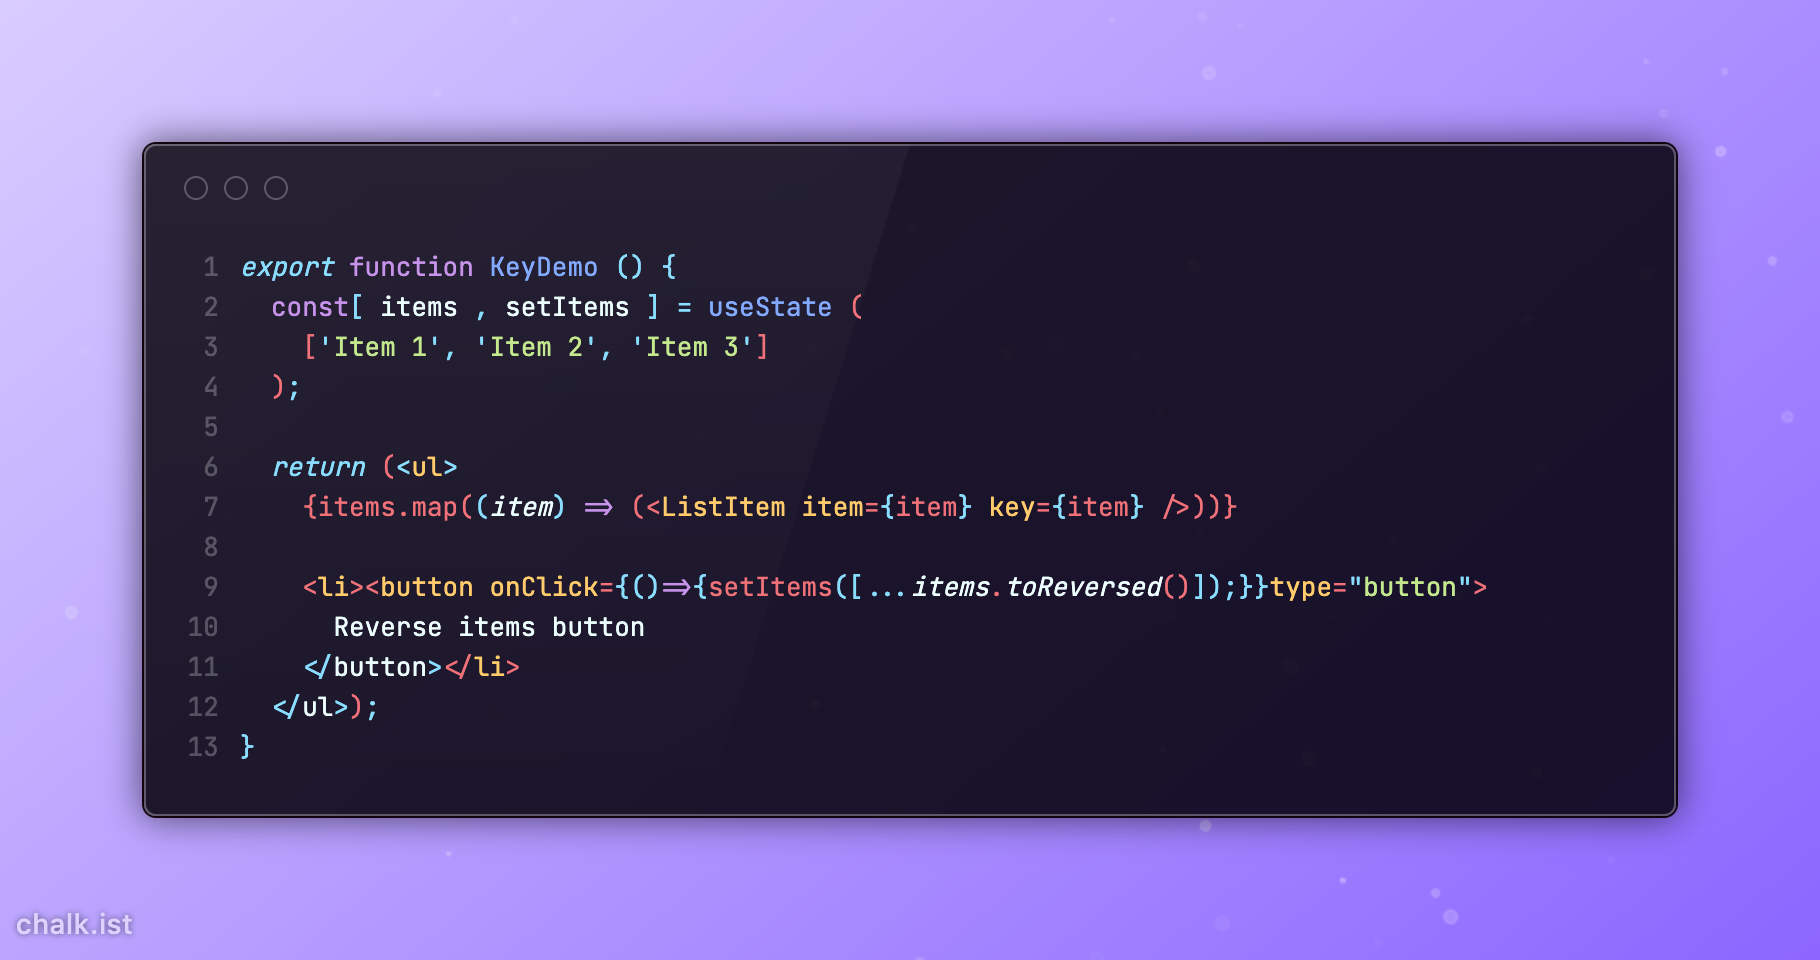 1 export function KeyDemo () {
2   const[ items , setItems ] = useState (
3     ['Item 1', 'Item 2', 'Item 3']
4   );
5
6   return (<ul>
7     {items.map((item) => (<ListItem item={item} key={item} />))}
8
9     <li><button onClick={()=>{setItems([...items.toReversed()]);}}type="button">
10       Reverse items button
11     </button></li>
12   </ul>);
13 }
chalk.ist